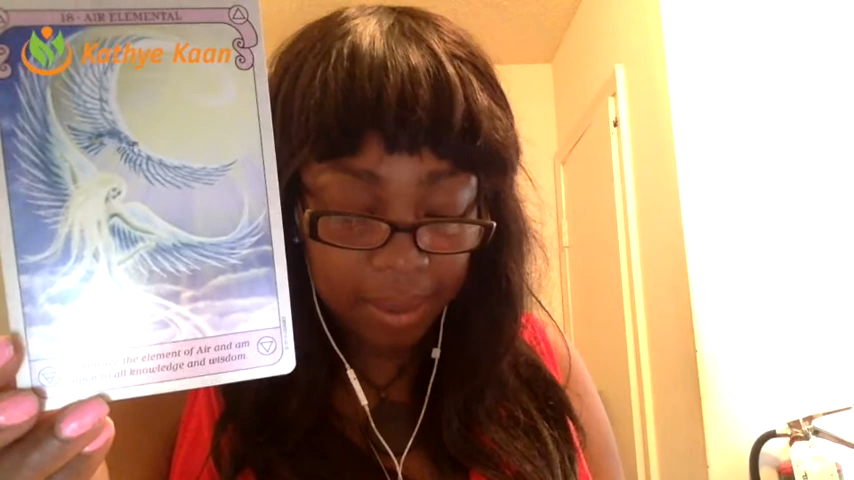 18 - AIR ELEMENTAL
Kathye Kaan
the element of Air and am
all knowledge and wisdom.